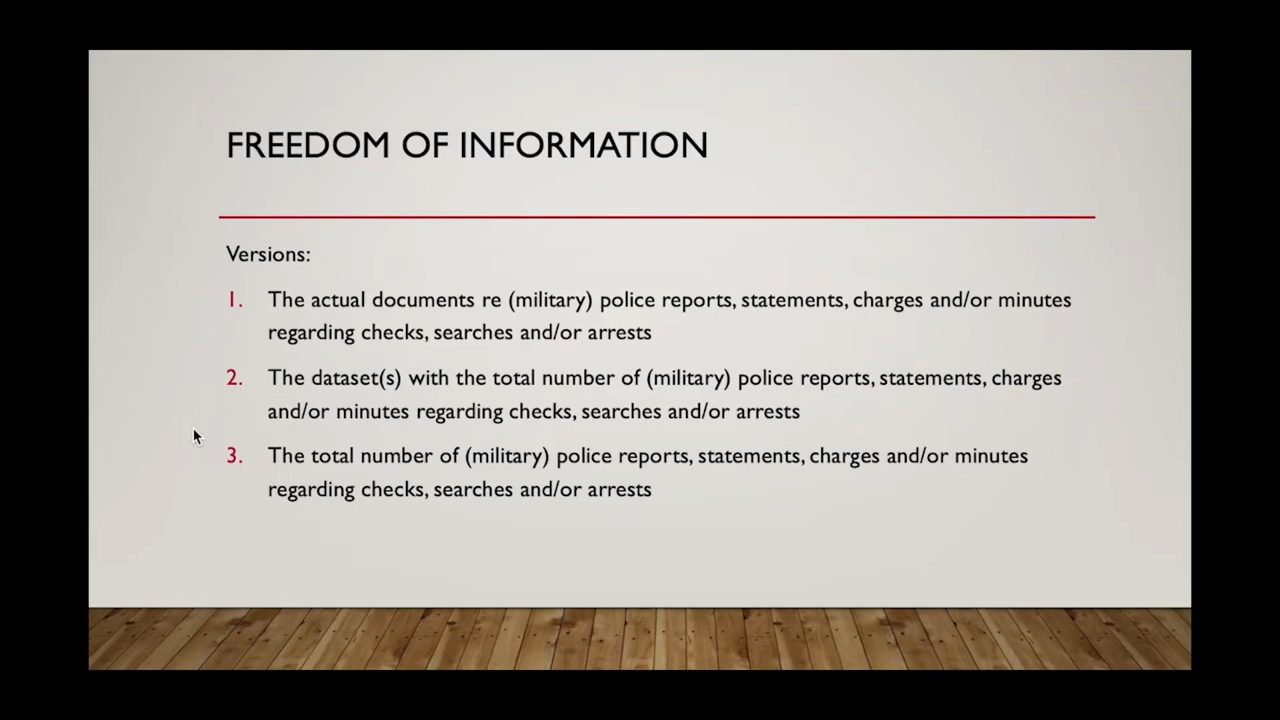 FREEDOM OF INFORMATION
Versions:
1. The actual documents re (military) police reports, statements, charges and/or minutes
regarding checks, searches and/or arrests
2. The dataset(s) with the total number of (military) police reports, statements, charges
and/or minutes regarding checks, searches and/or arrests
3. The total number of (military) police reports, statements, charges and/or minutes
regarding checks, searches and/or arrests